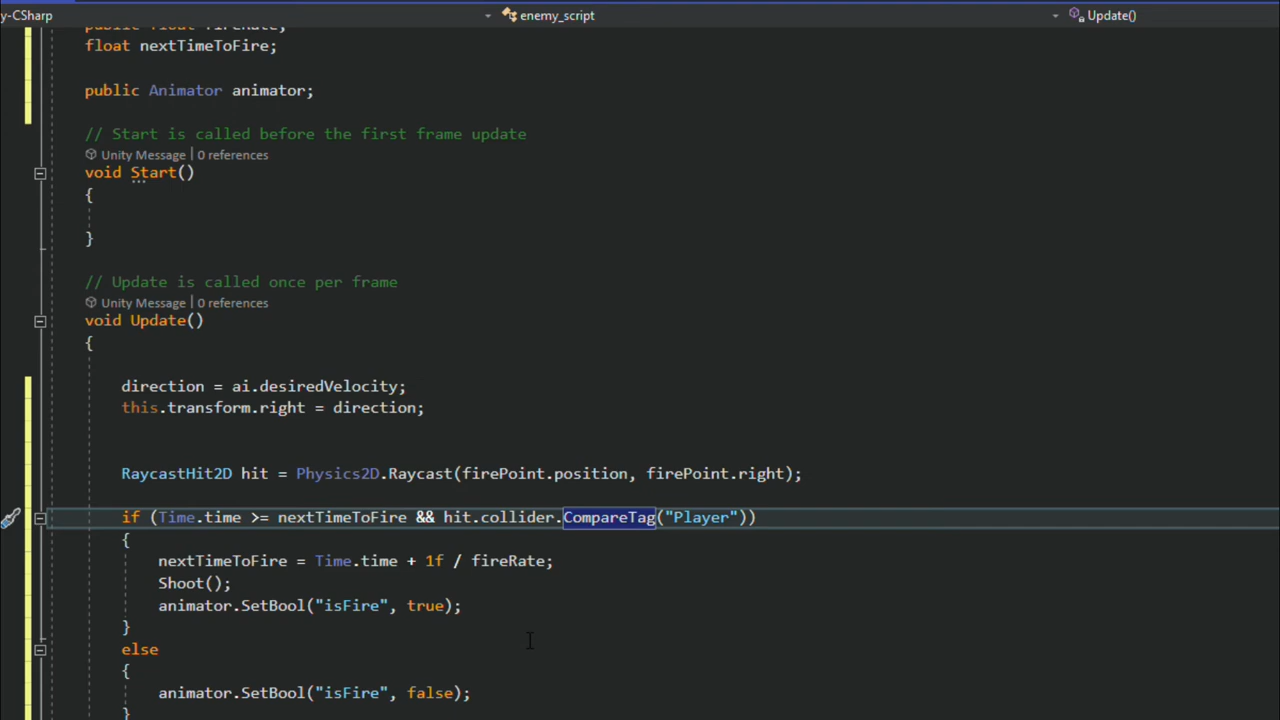 y-CSharp enemy_script Update()
public float fireRate;
float nextTimeToFire;
public Animator animator;
// Start is called before the first frame update
Unity Message | 0 references
void Start()
{
}
// Update is called once per frame
Unity Message | 0 references
void Update()
{
direction = ai.desiredVelocity;
this.transform.right = direction;
RaycastHit2D hit = Physics2D.Raycast(firePoint.position, firePoint.right);
if (Time.time >= nextTimeToFire && hit.collider.CompareTag("Player"))
{
nextTimeToFire = Time.time + 1f / fireRate;
Shoot();
animator.SetBool("isFire", true);
}
else
{
animator.SetBool("isFire", false);
}